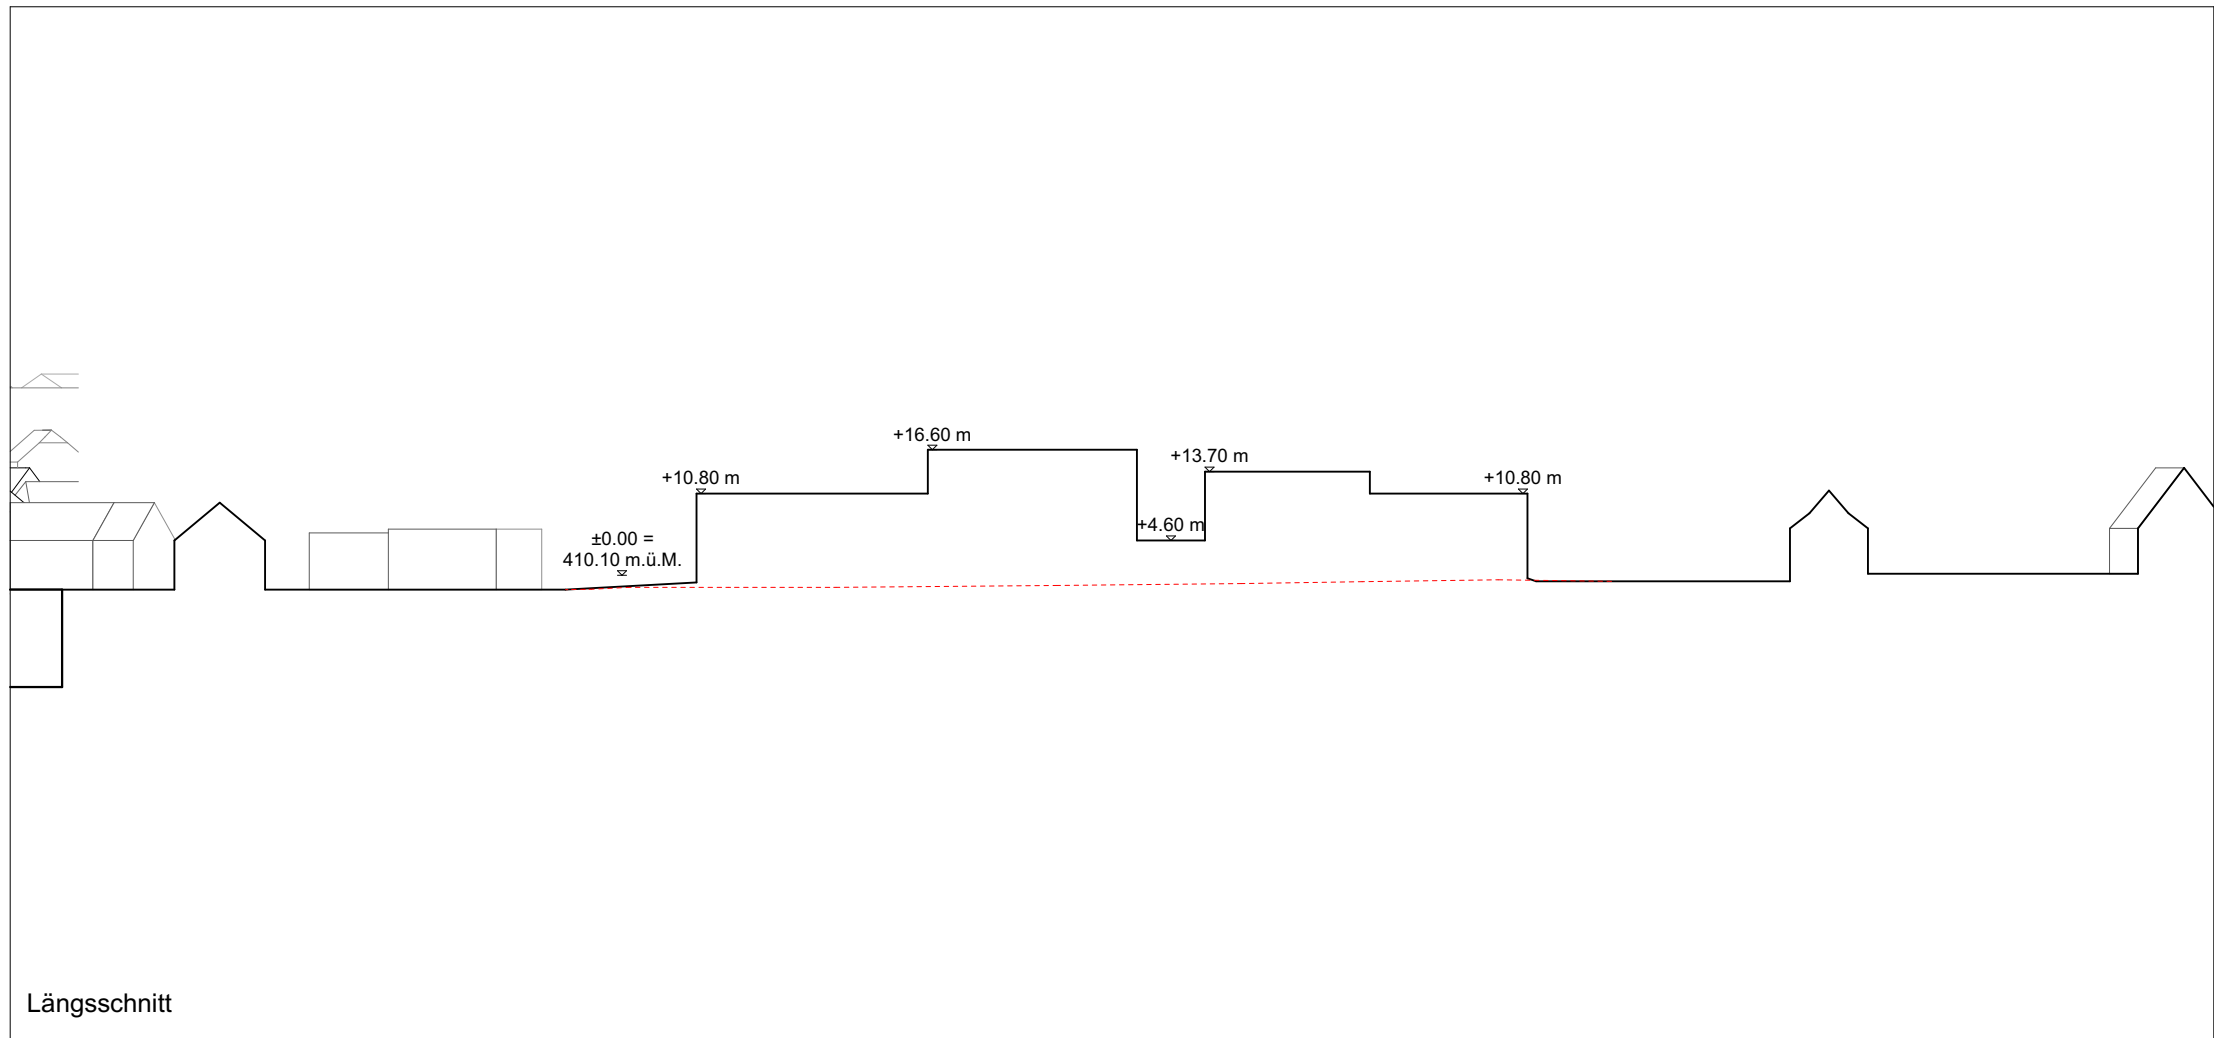 +16.60 m
+13.70 m
+10.80 m
+10.80 m
+4.60 m
±0.00 =
410.10 m.ü.M.
Längsschnitt